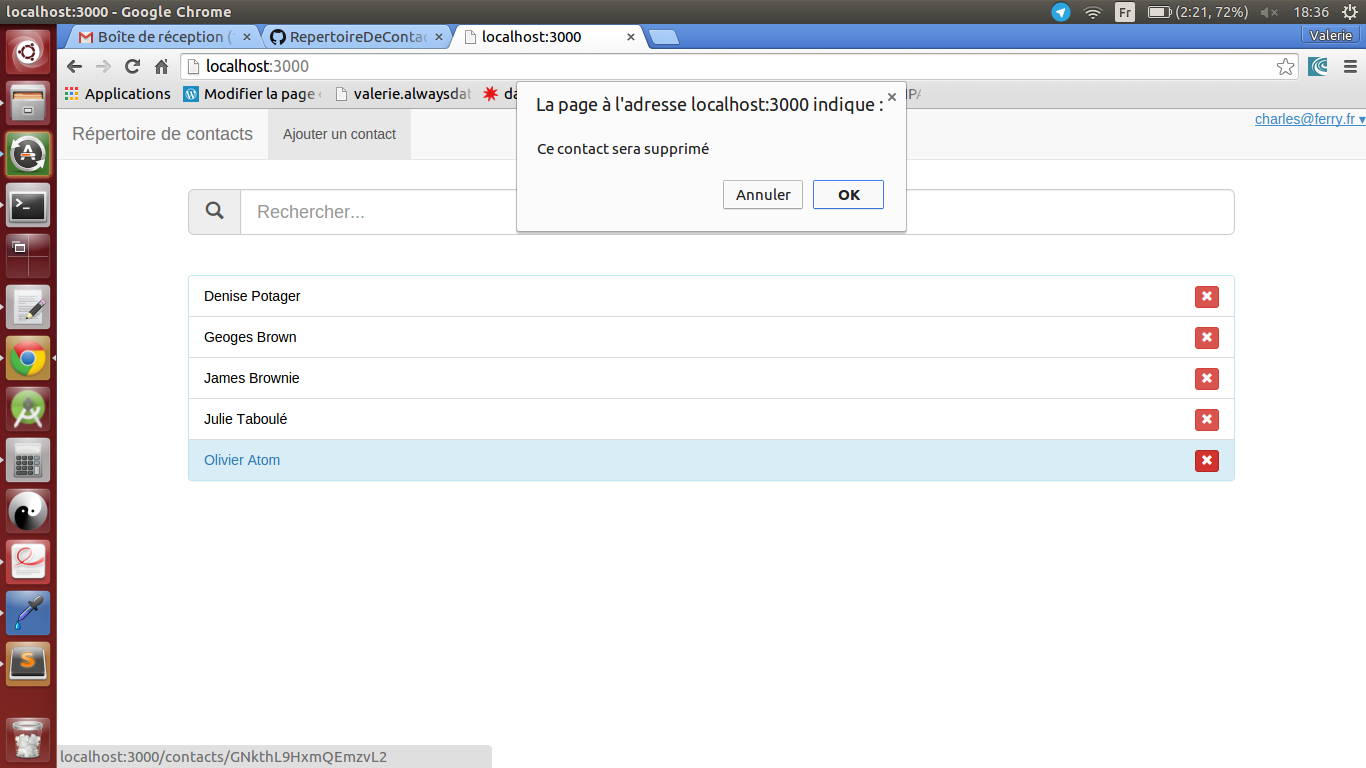 localhost:3000 - Google Chrome
Fr
(2:21, 72%)
18:36
Boîte de réception (
RepertoireDeConta
localhost:3000
Valerie
localhost:3000
Applications
Modifier la page
valerie.alwaysdat
La page à l'adresse localhost:3000 indique :
Ce contact sera supprimé
Annuler
OK
Répertoire de contacts
Ajouter un contact
charles@ferry.fr ▾
Rechercher...
Denise Potager
Geoges Brown
James Brownie
Julie Taboulé
Olivier Atom
localhost:3000/contacts/GNkthL9HxmQEmzvL2